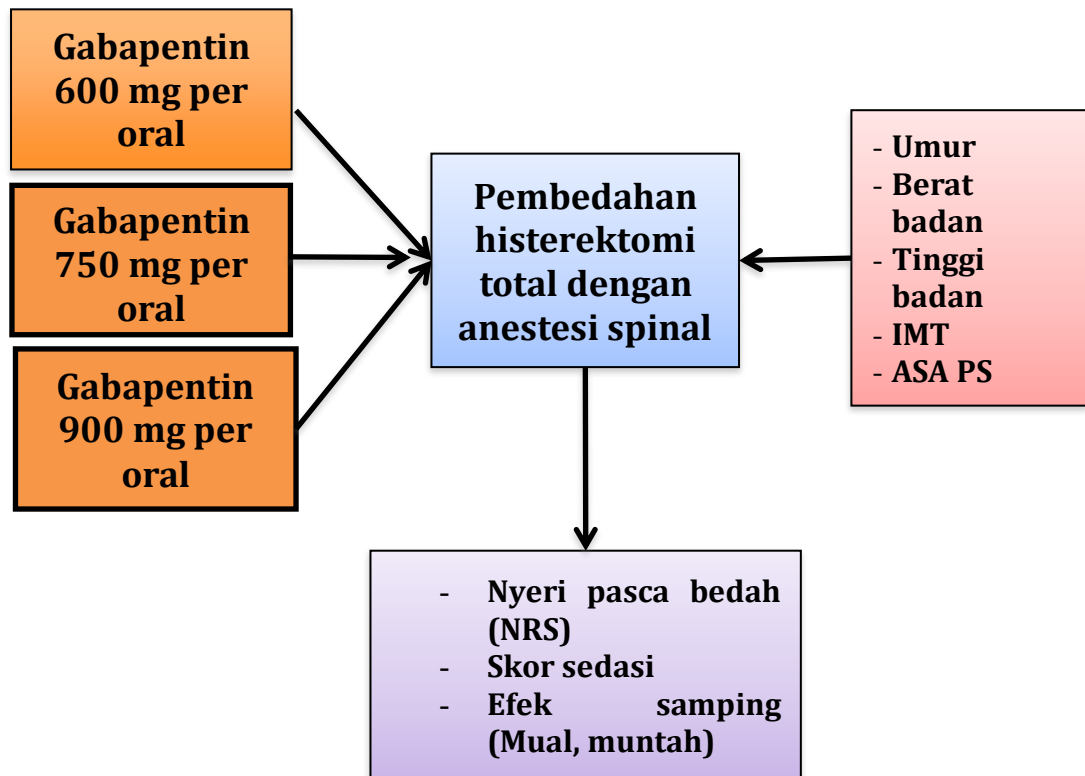 Gabapentin
600 mg per
oral
Gabapentin
750 mg per
oral
Gabapentin
900 mg per
oral
Pembedahan
histerektomi
total dengan
anestesi spinal
- Umur
- Berat
badan
- Tinggi
badan
- IMT
- ASA PS
- Nyeri pasca bedah
(NRS)
- Skor sedasi
- Efek samping
(Mual, muntah)